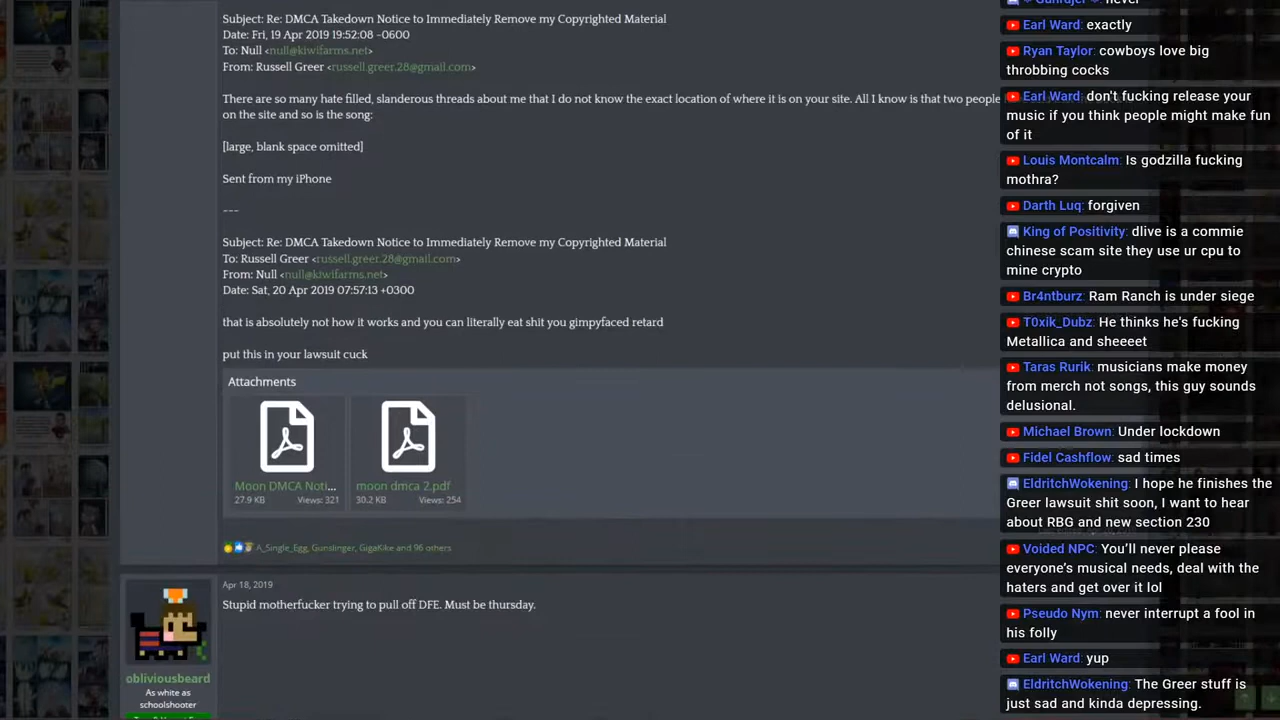 Subject: Re: DMCA Takedown Notice to Immediately Remove my Copyrighted Material
Date: Fri, 19 Apr 2019 19:52:08 -0600
To: Null <null@kiwifarms.net>
From: Russell Greer <russell.greer.28@gmail.com>
There are so many hate filled, slanderous threads about me that I do not know the exact location of where it is on your site. All I know is that two people
on the site and so is the song:
[large, blank space omitted]
Sent from my iPhone
---
Subject: Re: DMCA Takedown Notice to Immediately Remove my Copyrighted Material
To: Russell Greer <russell.greer.28@gmail.com>
From: Null <null@kiwifarms.net>
Date: Sat, 20 Apr 2019 07:57:13 +0300
that is absolutely not how it works and you can literally eat shit you gimpyfaced retard
put this in your lawsuit cuck
Attachments
Moon DMCA Noti...
27.9 KB Views: 321
moon dmca 2.pdf
30.2 KB Views: 254
A_Single_Egg, Gunslinger, GigaKike and 96 others
Apr 18, 2019
Stupid motherfucker trying to pull off DFE. Must be thursday.
obliviousbeard
As white as
schoolshooter
never
Earl Ward: exactly
Ryan Taylor: cowboys love big
throbbing cocks
Earl Ward: don't fucking release your
music if you think people might make fun
of it
Louis Montcalm: Is godzilla fucking
mothra?
Darth Luq: forgiven
King of Positivity: dlive is a commie
chinese scam site they use ur cpu to
mine crypto
Br4ntburz: Ram Ranch is under siege
T0xik_Dubz: He thinks he's fucking
Metallica and sheeeet
Taras Rurik: musicians make money
from merch not songs, this guy sounds
delusional.
Michael Brown: Under lockdown
Fidel Cashflow: sad times
EldritchWokening: I hope he finishes the
Greer lawsuit shit soon, I want to hear
about RBG and new section 230
Voided NPC: You'll never please
everyone's musical needs, deal with the
haters and get over it lol
Pseudo Nym: never interrupt a fool in
his folly
Earl Ward: yup
EldritchWokening: The Greer stuff is
just sad and kinda depressing.